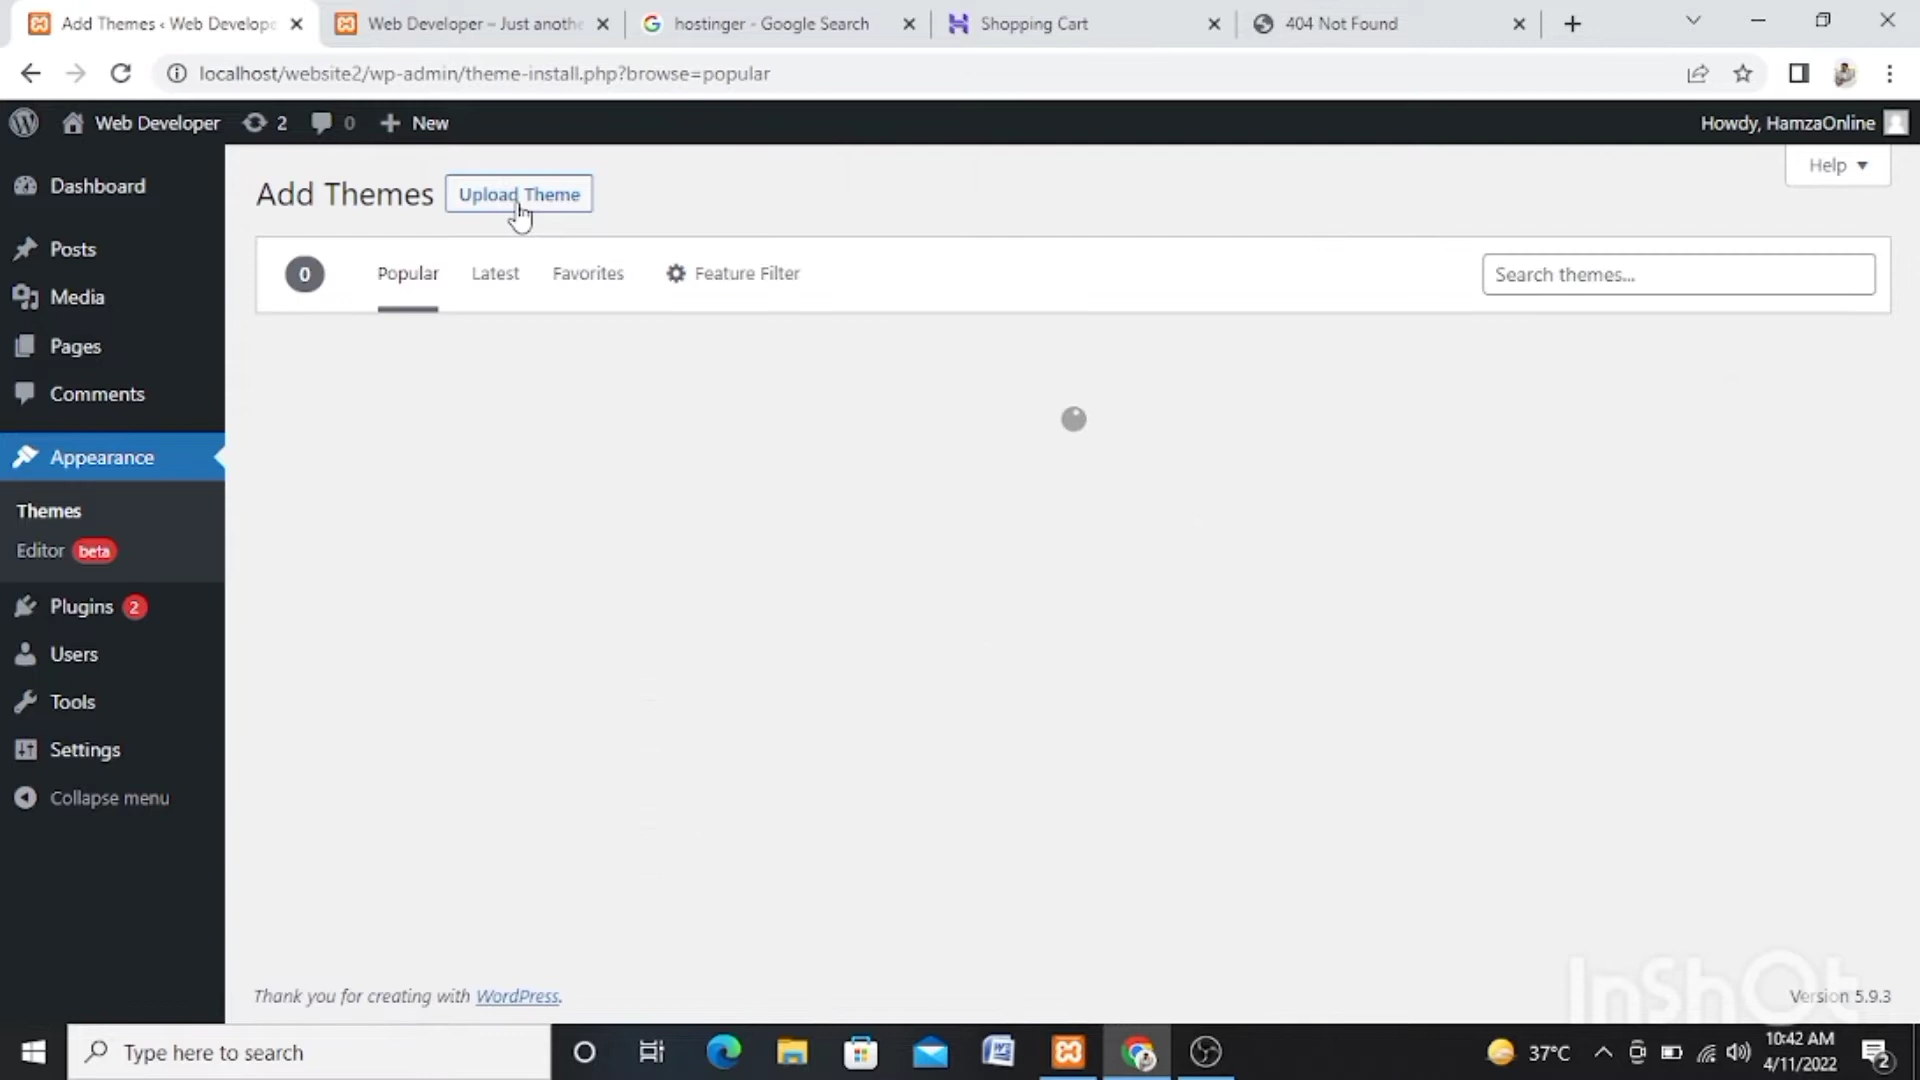 Add Themes ‹ Web Develope
Web Developer – Just anothe
hostinger - Google Search
Shopping Cart
404 Not Found
localhost/website2/wp-admin/theme-install.php?browse=popular
Web Developer 2 0 + New
Howdy, HamzaOnline
Help
Dashboard
Posts
Media
Pages
Comments
Appearance
Themes
Editor beta
Plugins 2
Users
Tools
Settings
Collapse menu
Add Themes Upload Theme
0 Popular Latest Favorites Feature Filter
Search themes...
Thank you for creating with WordPress.
Version 5.9.3
InShOt
Type here to search
37°C
10:42 AM
4/11/2022
2